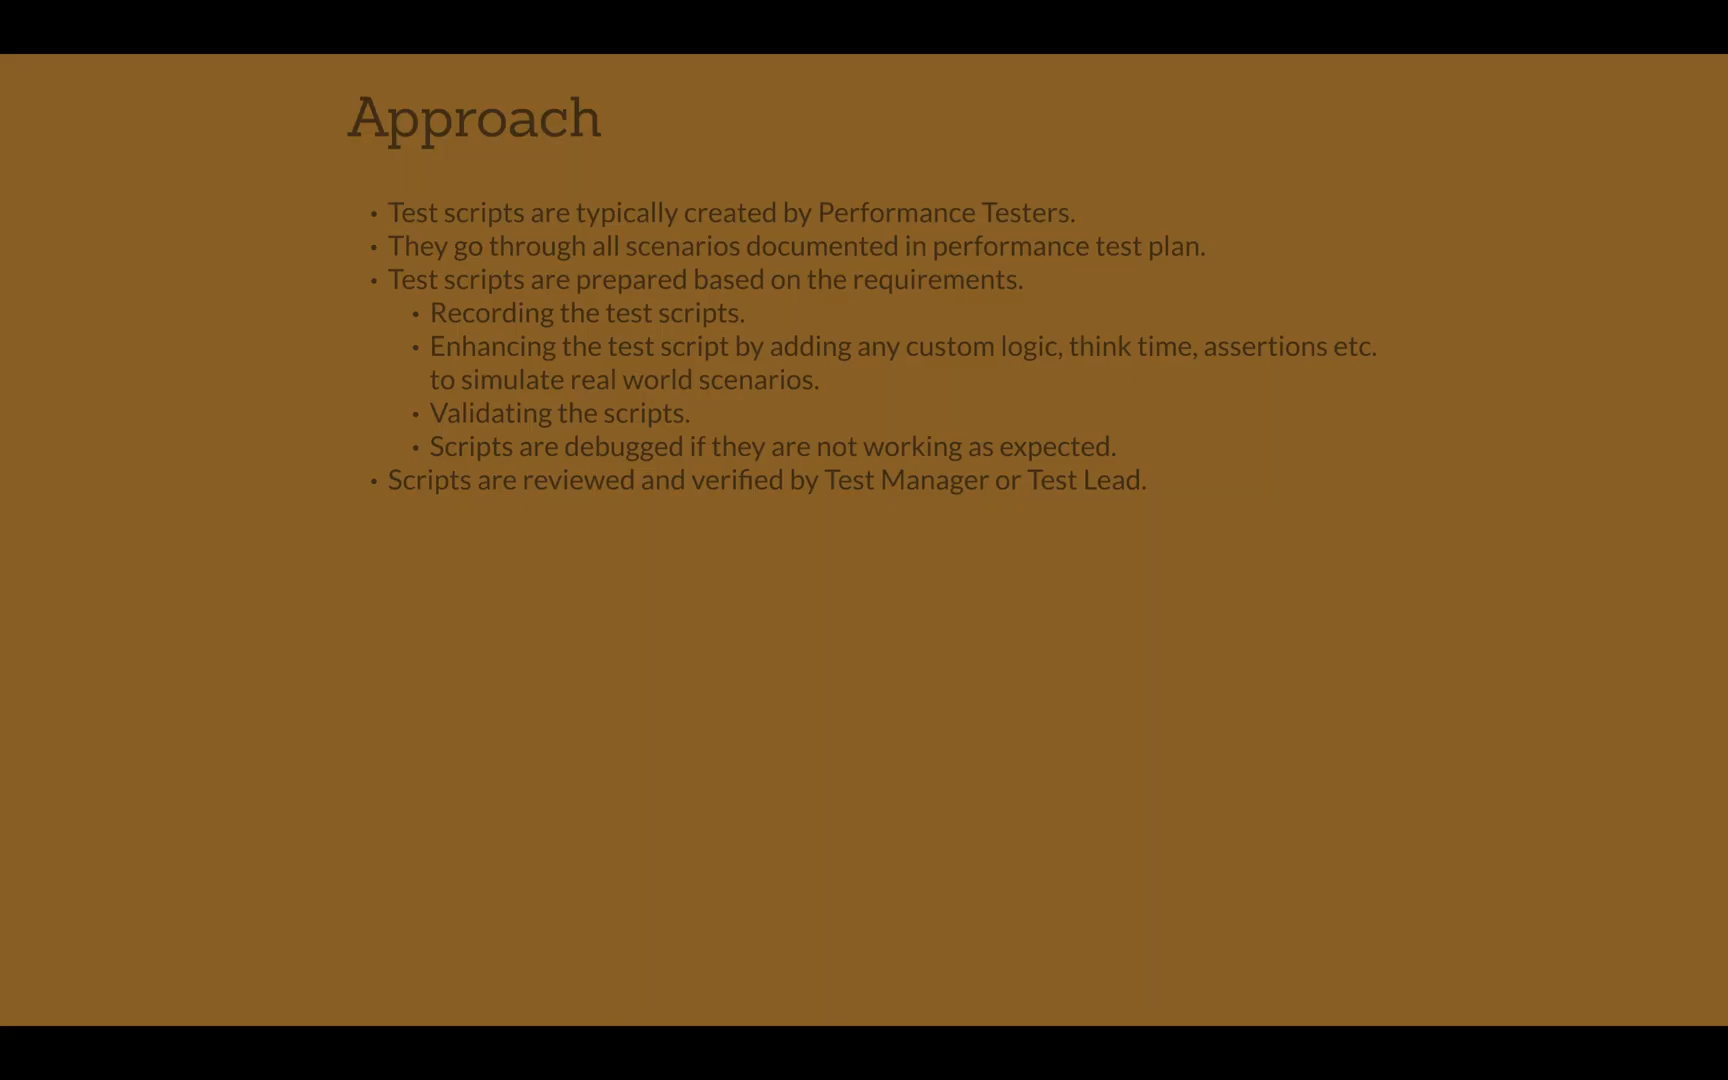 Approach
• Test scripts are typically created by Performance Testers.
• They go through all scenarios documented in performance test plan.
• Test scripts are prepared based on the requirements.
• Recording the test scripts.
• Enhancing the test script by adding any custom logic, think time, assertions etc.
to simulate real world scenarios.
• Validating the scripts.
• Scripts are debugged if they are not working as expected.
• Scripts are reviewed and verified by Test Manager or Test Lead.